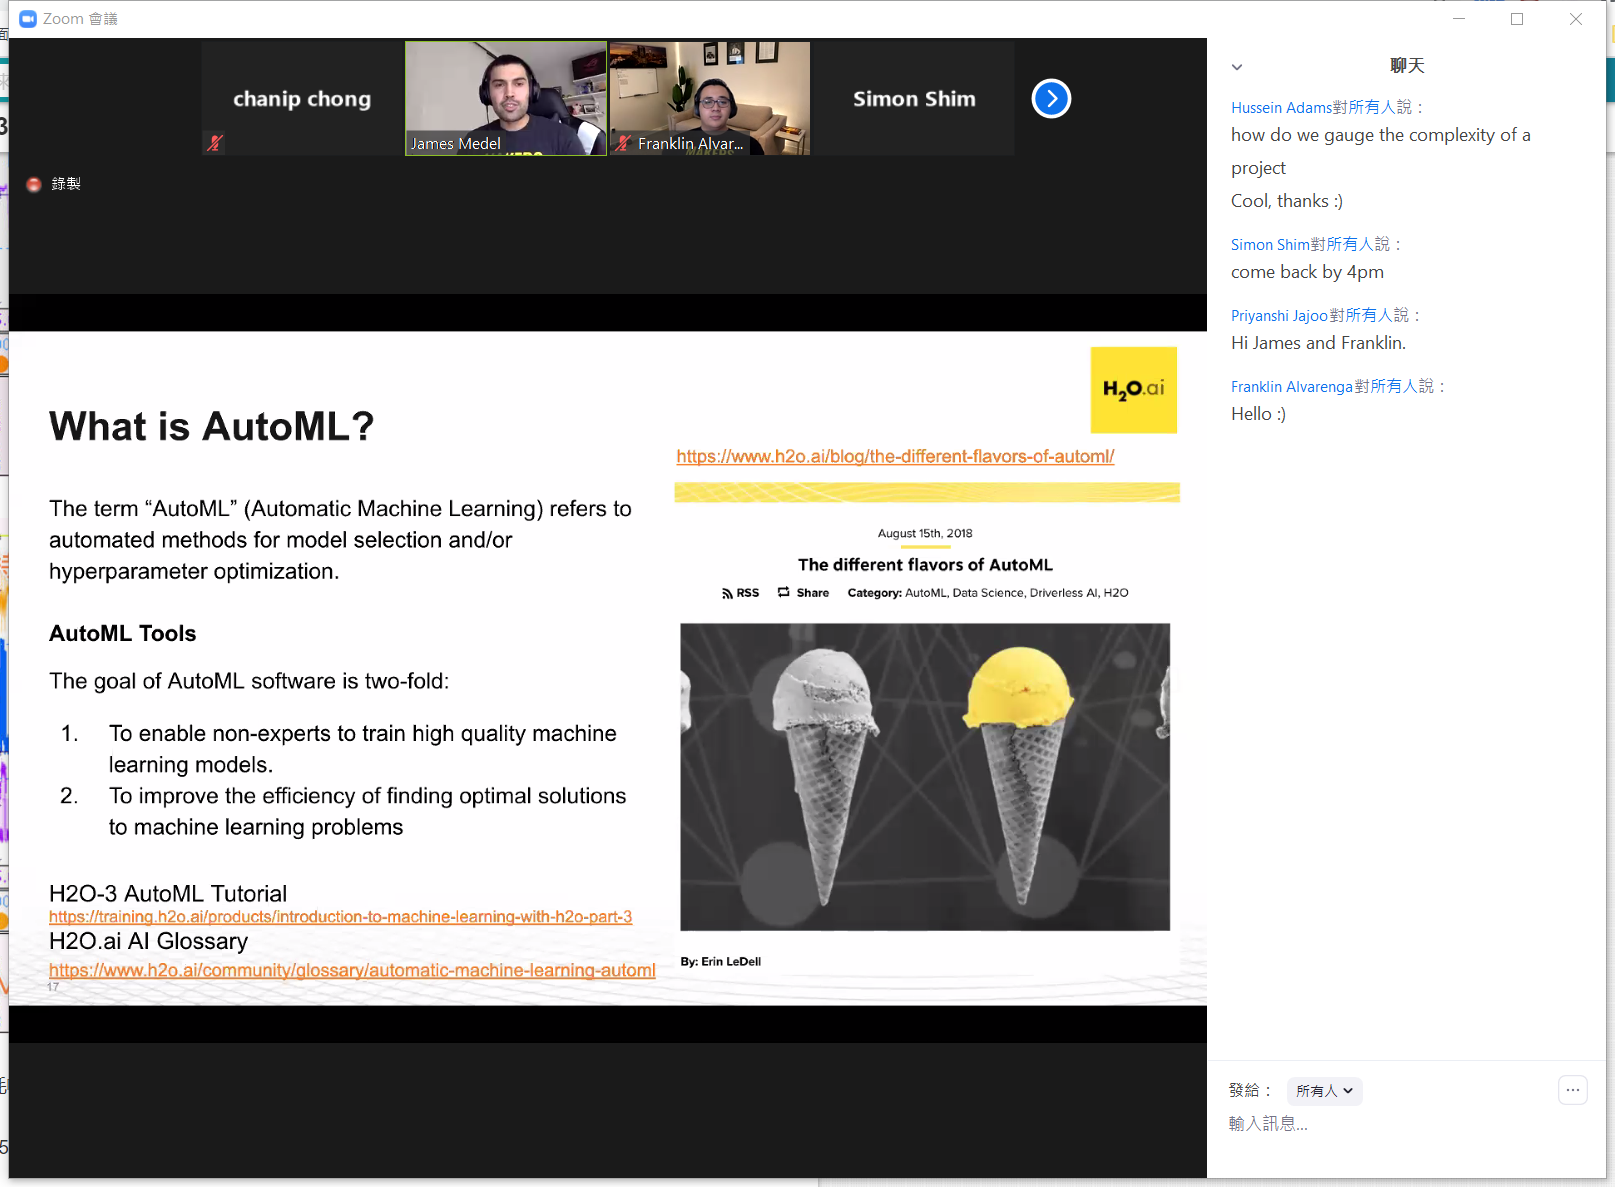 Zoom 會議
chanip chong
James Medel
Franklin Alvar...
Simon Shim
錄製
H2O.ai
What is AutoML?
The term “AutoML” (Automatic Machine Learning) refers to
automated methods for model selection and/or
hyperparameter optimization.
AutoML Tools
The goal of AutoML software is two-fold:
1. To enable non-experts to train high quality machine
learning models.
2. To improve the efficiency of finding optimal solutions
to machine learning problems
H2O-3 AutoML Tutorial
https://training.h2o.ai/products/introduction-to-machine-learning-with-h2o-part-3
H2O.ai AI Glossary
https://www.h2o.ai/community/glossary/automatic-machine-learning-automl
17
https://www.h2o.ai/blog/the-different-flavors-of-automl/
August 15th, 2018
The different flavors of AutoML
RSS Share Category: AutoML, Data Science, Driverless AI, H2O
By: Erin LeDell
聊天
Hussein Adams對所有人說：
how do we gauge the complexity of a
project
Cool, thanks :)
Simon Shim對所有人說：
come back by 4pm
Priyanshi Jajoo對所有人說：
Hi James and Franklin.
Franklin Alvarenga對所有人說：
Hello :)
發給： 所有人
輸入訊息...